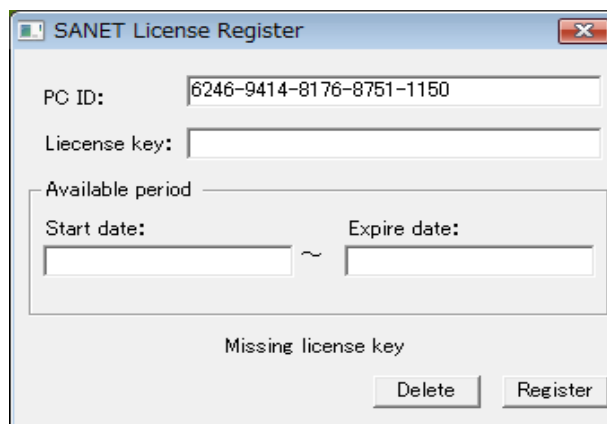 SANET License Register
PC ID: 6246-9414-8176-8751-1150
Liecense key:
Available period
Start date: ～ Expire date:
Missing license key
Delete Register